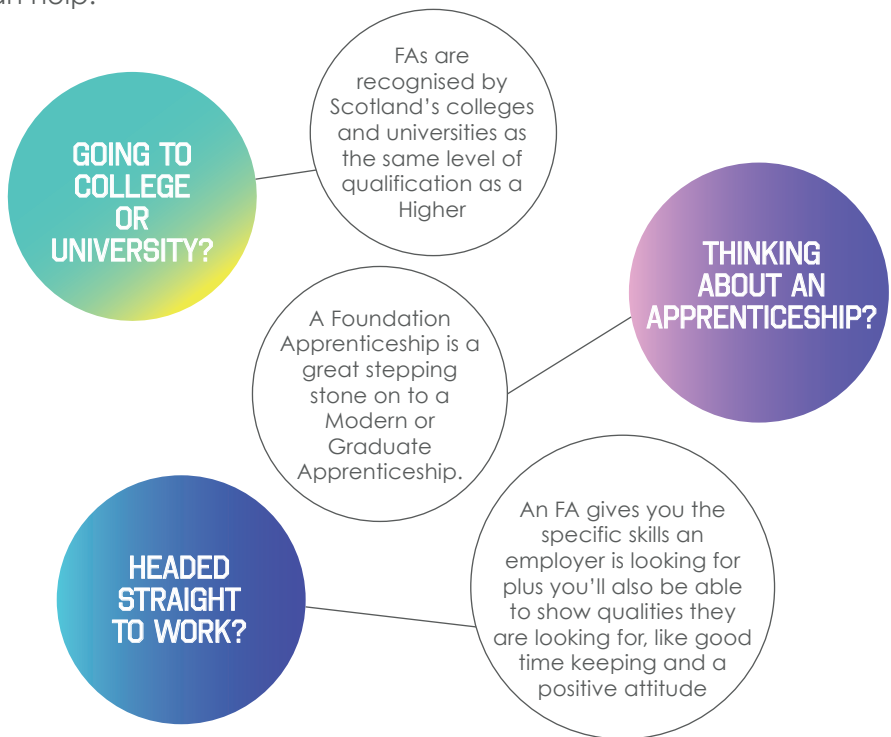 help.
GOING TO
COLLEGE
OR
UNIVERSITY?
FAs are
recognised by
Scotland's colleges
and universities as
the same level of
qualification as a
Higher
THINKING
ABOUT AN
APPRENTICESHIP?
A Foundation
Apprenticeship is a
great stepping
stone on to a
Modern or
Graduate
Apprenticeship.
HEADED
STRAIGHT
TO WORK?
An FA gives you the
specific skills an
employer is looking for
plus you'll also be able
to show qualities they
are looking for, like good
time keeping and a
positive attitude